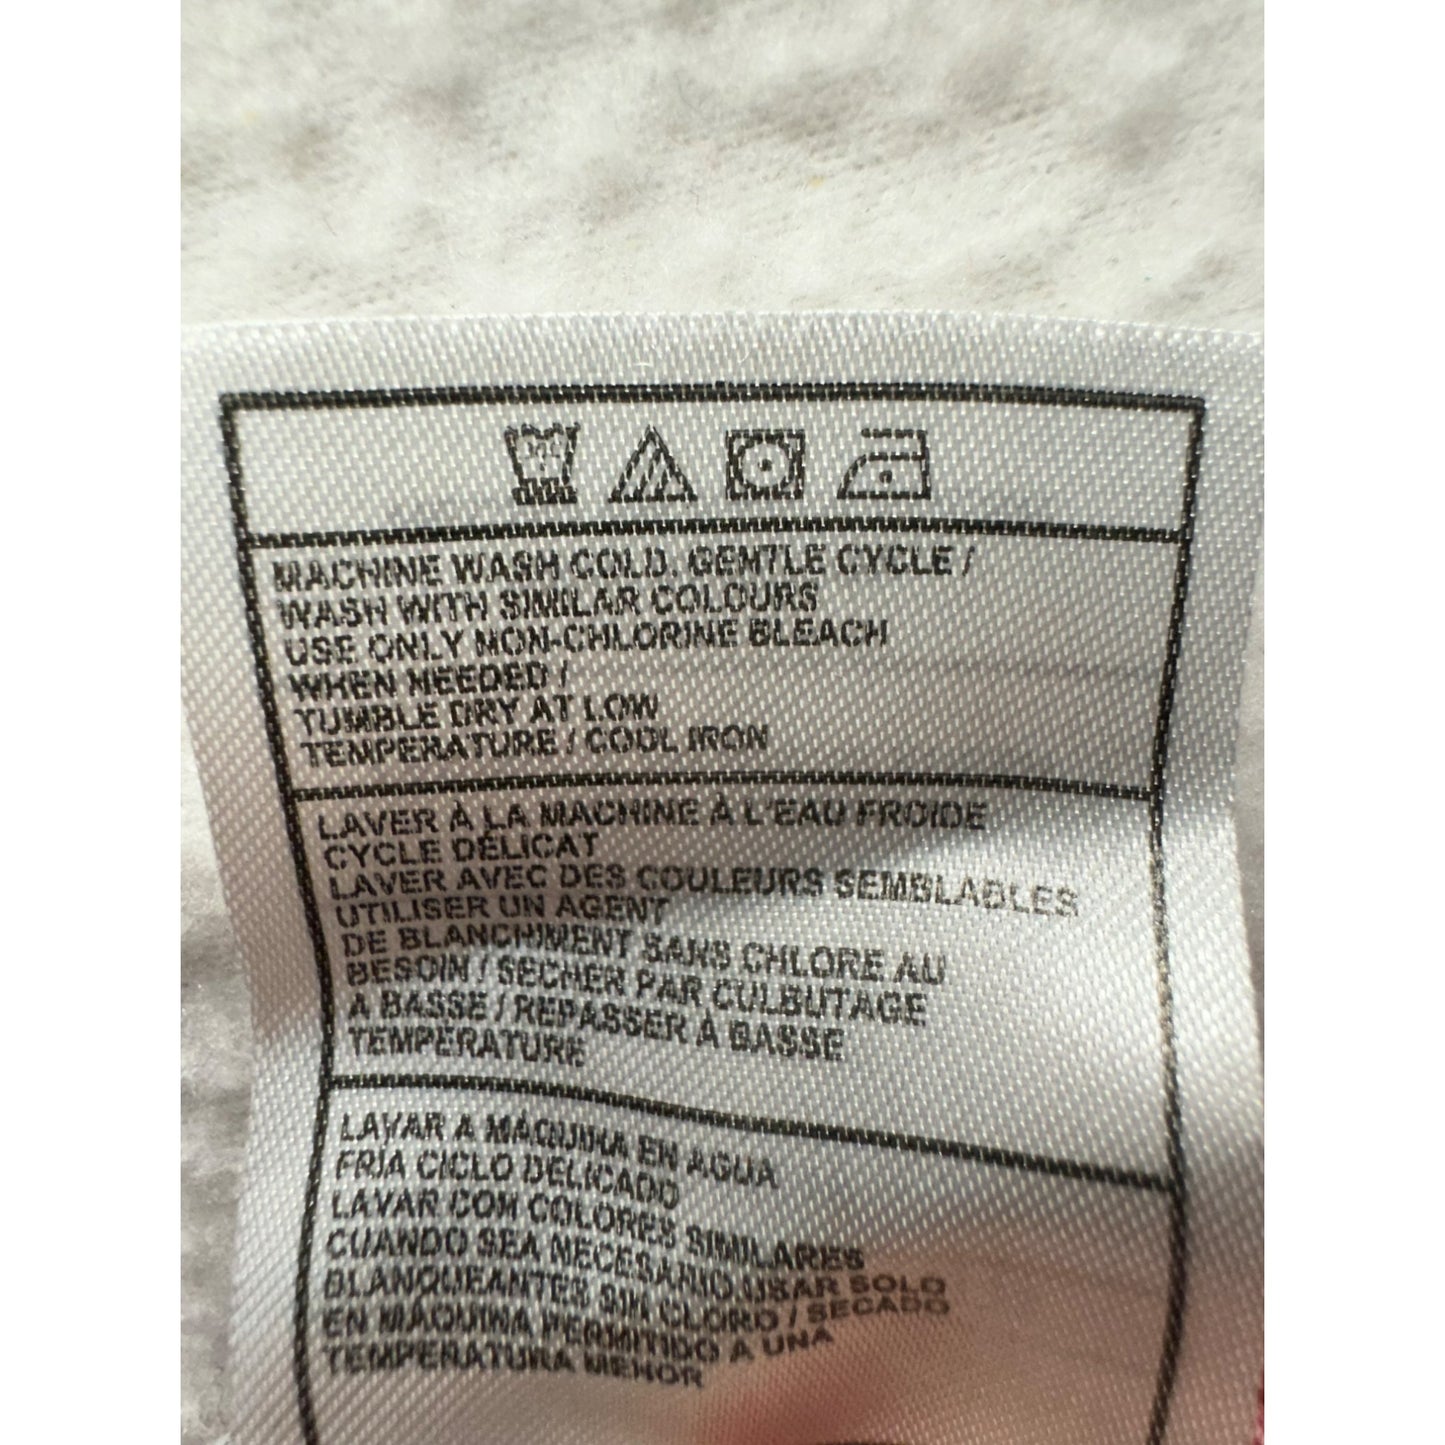 MACHINE WASH COLD. GENTLE CYCLE /
WASH WITH SIMILAR COLOURS
USE ONLY NON-CHLORINE BLEACH
WHEN NEEDED /
TUMBLE DRY AT LOW
TEMPERATURE / COOL IRON
LAVER À LA MACHINE À L'EAU FROIDE
CYCLE DÉLICAT
LAVER AVEC DES COULEURS SEMBLABLES
UTILISER UN AGENT
DE BLANCHIMENT SANS CHLORE AU
BESOIN / SECHER PAR CULBUTAGE
A BASSE / REPASSER À BASSE
TEMPÉRATURE
LAVAR A MÁQUINA EN AGUA
FRIA CICLO DELICADO
LAVAR CON COLORES SIMILARES
CUANDO SEA NECESARIO.USAR SOLO
BLANQUEANTES SIN CLORO / SECADO
EN MÁQUINA PERMITIDO A UNA
TEMPERATURA MENOR